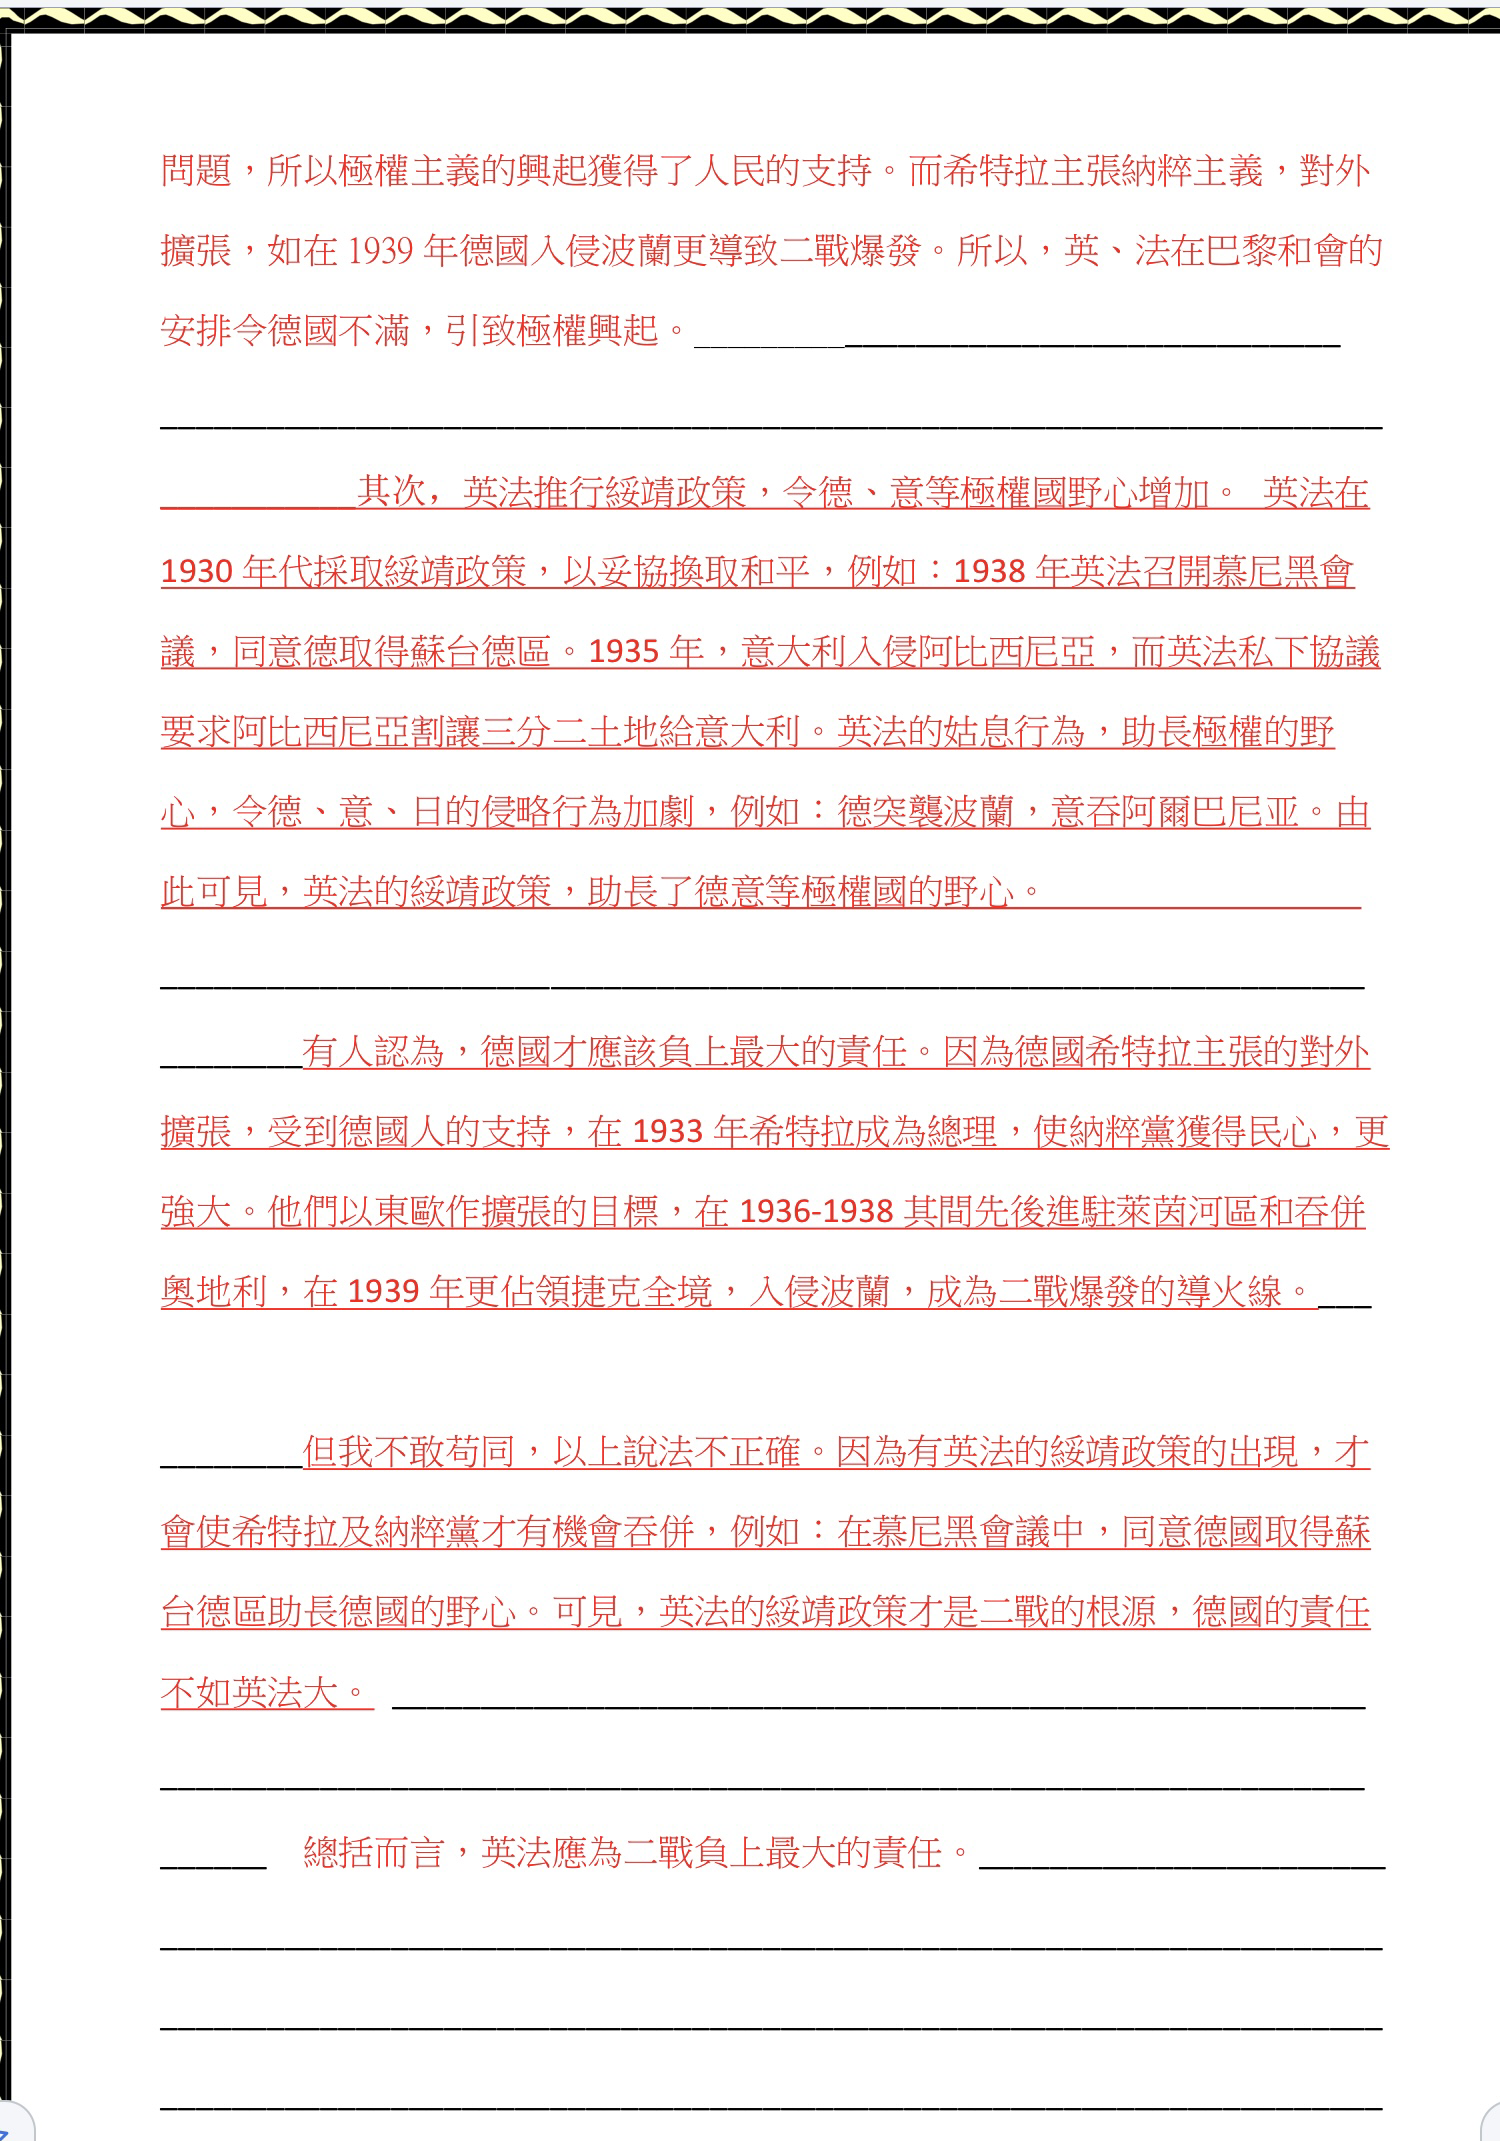 問題，所以極權主義的興起獲得了人民的支持。而希特拉主張納粹主義，對外
擴張，如在 1939 年德國入侵波蘭更導致二戰爆發。所以，英、法在巴黎和會的
安排令德國不滿，引致極權興起。
其次，英法推行綏靖政策，令德、意等極權國野心增加。 英法在
1930 年代採取綏靖政策，以妥協換取和平，例如：1938 年英法召開慕尼黑會
議，同意德取得蘇台德區。1935 年，意大利入侵阿比西尼亞，而英法私下協議
要求阿比西尼亞割讓三分二土地給意大利。英法的姑息行為，助長極權的野
心，令德、意、日的侵略行為加劇，例如：德突襲波蘭，意吞阿爾巴尼亚。由
此可見，英法的綏靖政策，助長了德意等極權國的野心。
有人認為，德國才應該負上最大的責任。因為德國希特拉主張的對外
擴張，受到德國人的支持，在 1933 年希特拉成為總理，使納粹黨獲得民心，更
強大。他們以東歐作擴張的目標，在 1936-1938 其間先後進駐萊茵河區和吞併
奧地利，在 1939 年更佔領捷克全境，入侵波蘭，成為二戰爆發的導火線。
但我不敢苟同，以上說法不正確。因為有英法的綏靖政策的出現，才
會使希特拉及納粹黨才有機會吞併，例如：在慕尼黑會議中，同意德國取得蘇
台德區助長德國的野心。可見，英法的綏靖政策才是二戰的根源，德國的責任
不如英法大。
總括而言，英法應為二戰負上最大的責任。